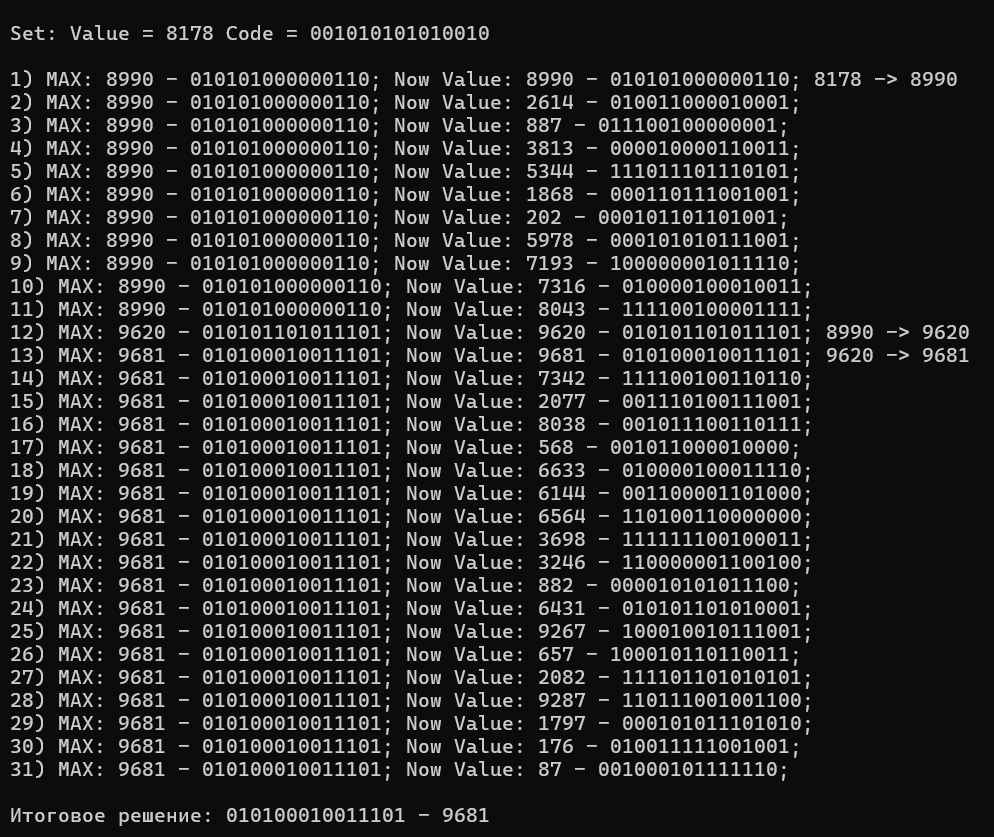 Set: Value = 8178 Code = 001010101010010
1) MAX: 8990 - 010101000000110; Now Value: 8990 - 010101000000110; 8178 -> 8990
2) MAX: 8990 - 010101000000110; Now Value: 2614 - 010011000010001;
3) MAX: 8990 - 010101000000110; Now Value: 887 - 011100100000001;
4) MAX: 8990 - 010101000000110; Now Value: 3813 - 000010000110011;
5) MAX: 8990 - 010101000000110; Now Value: 5344 - 111011101110101;
6) MAX: 8990 - 010101000000110; Now Value: 1868 - 000110111001001;
7) MAX: 8990 - 010101000000110; Now Value: 202 - 000101101101001;
8) MAX: 8990 - 010101000000110; Now Value: 5978 - 000101010111001;
9) MAX: 8990 - 010101000000110; Now Value: 7193 - 100000001011110;
10) MAX: 8990 - 010101000000110; Now Value: 7316 - 010000100010011;
11) MAX: 8990 - 010101000000110; Now Value: 8043 - 111100100001111;
12) MAX: 9620 - 010101101011101; Now Value: 9620 - 010101101011101; 8990 -> 9620
13) MAX: 9681 - 010100010011101; Now Value: 9681 - 010100010011101; 9620 -> 9681
14) MAX: 9681 - 010100010011101; Now Value: 7342 - 111100100110110;
15) MAX: 9681 - 010100010011101; Now Value: 2077 - 001110100111001;
16) MAX: 9681 - 010100010011101; Now Value: 8038 - 001011100110111;
17) MAX: 9681 - 010100010011101; Now Value: 568 - 001011000010000;
18) MAX: 9681 - 010100010011101; Now Value: 6633 - 010000100011110;
19) MAX: 9681 - 010100010011101; Now Value: 6144 - 001100001101000;
20) MAX: 9681 - 010100010011101; Now Value: 6564 - 110100110000000;
21) MAX: 9681 - 010100010011101; Now Value: 3698 - 111111100100011;
22) MAX: 9681 - 010100010011101; Now Value: 3246 - 110000001100100;
23) MAX: 9681 - 010100010011101; Now Value: 882 - 000010101011100;
24) MAX: 9681 - 010100010011101; Now Value: 6431 - 010101101010001;
25) MAX: 9681 - 010100010011101; Now Value: 9267 - 100010010111001;
26) MAX: 9681 - 010100010011101; Now Value: 657 - 100010110110011;
27) MAX: 9681 - 010100010011101; Now Value: 2082 - 111101101010101;
28) MAX: 9681 - 010100010011101; Now Value: 9287 - 110111001001100;
29) MAX: 9681 - 010100010011101; Now Value: 1797 - 000101011101010;
30) MAX: 9681 - 010100010011101; Now Value: 176 - 010011111001001;
31) MAX: 9681 - 010100010011101; Now Value: 87 - 001000101111110;
Итоговое решение: 010100010011101 - 9681